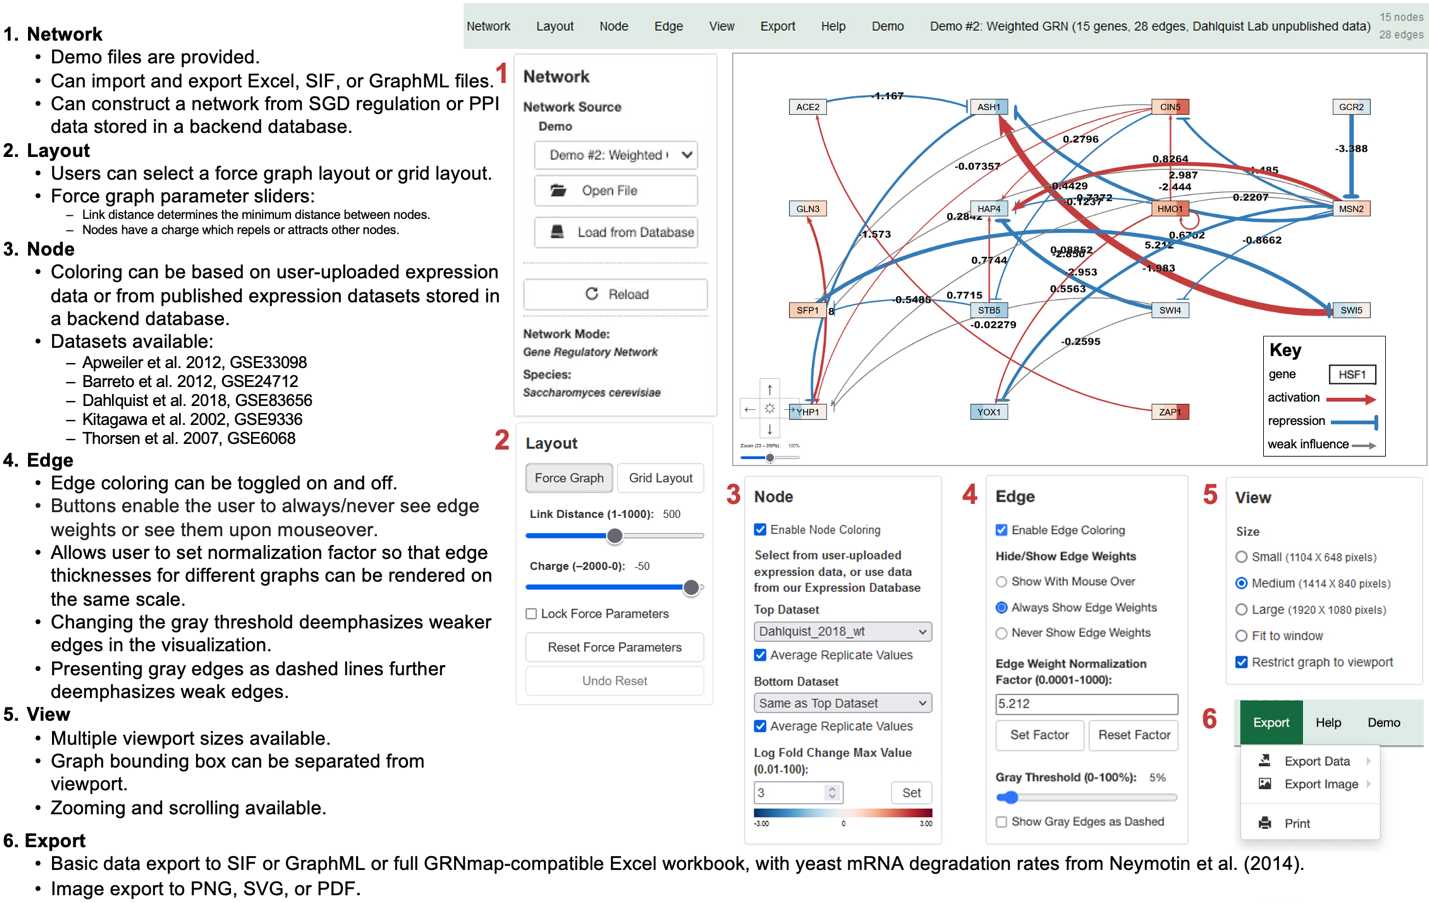 1. Network
• Demo files are provided.
• Can import and export Excel, SIF, or GraphML files.
• Can construct a network from SGD regulation or PPI
data stored in a backend database.
2. Layout
• Users can select a force graph layout or grid layout.
• Force graph parameter sliders:
– Link distance determines the minimum distance between nodes.
– Nodes have a charge which repels or attracts other nodes.
3. Node
• Coloring can be based on user-uploaded expression
data or from published expression datasets stored in
a backend database.
• Datasets available:
– Apweiler et al. 2012, GSE33098
– Barreto et al. 2012, GSE24712
– Dahlquist et al. 2018, GSE83656
– Kitagawa et al. 2002, GSE9336
– Thorsen et al. 2007, GSE6068
4. Edge
• Edge coloring can be toggled on and off.
• Buttons enable the user to always/never see edge
weights or see them upon mouseover.
• Allows user to set normalization factor so that edge
thicknesses for different graphs can be rendered on
the same scale.
• Changing the gray threshold deemphasizes weaker
edges in the visualization.
• Presenting gray edges as dashed lines further
deemphasizes weak edges.
5. View
• Multiple viewport sizes available.
• Graph bounding box can be separated from
viewport.
• Zooming and scrolling available.
6. Export
• Basic data export to SIF or GraphML or full GRNmap-compatible Excel workbook, with yeast mRNA degradation rates from Neymotin et al. (2014).
• Image export to PNG, SVG, or PDF.
Network Layout Node Edge View Export Help Demo Demo #2: Weighted GRN (15 genes, 28 edges, Dahlquist Lab unpublished data)
15 nodes
28 edges
1
Network
Network Source
Demo
Demo #2: Weighted
Open File
Load from Database
Reload
Network Mode:
Gene Regulatory Network
Species:
Saccharomyces cerevisiae
2
Layout
Force Graph Grid Layout
Link Distance (1-1000): 500
Charge (–2000-0): -50
Lock Force Parameters
Reset Force Parameters
Undo Reset
ACE2 -1.167 ASH1 CIN5 GCR2
0.2796 -3.388
-0.07357 0.8264 -1.485
2.987
-0.4429 -2.444
0.2207
-0.1237
GLN3 HAP4 HMO1 MSN2
0.2842
-1.573 0.6702 -0.8662
5.212
0.08852
0.7744 -1.983
-2.953
0.7715 0.5563
-0.5485
SFP1 8 STB5 SWI4 SWI5
-0.02279
-0.2595
YHP1 YOX1 ZAP1
Zoom (23 – 200%): 100%
Key
gene HSF1
activation
repression
weak influence
3
Node
Enable Node Coloring
Select from user-uploaded
expression data, or use data
from our Expression Database
Top Dataset
Dahlquist_2018_wt
Average Replicate Values
Bottom Dataset
Same as Top Dataset
Average Replicate Values
Log Fold Change Max Value
(0.01-100):
3 Set
-3.00 0 3.00
4
Edge
Enable Edge Coloring
Hide/Show Edge Weights
Show With Mouse Over
Always Show Edge Weights
Never Show Edge Weights
Edge Weight Normalization
Factor (0.0001-1000):
5.212
Set Factor Reset Factor
Gray Threshold (0-100%): 5%
Show Gray Edges as Dashed
5
View
Size
Small (1104 X 648 pixels)
Medium (1414 X 840 pixels)
Large (1920 X 1080 pixels)
Fit to window
Restrict graph to viewport
6
Export Help Demo
Export Data
Export Image
Print